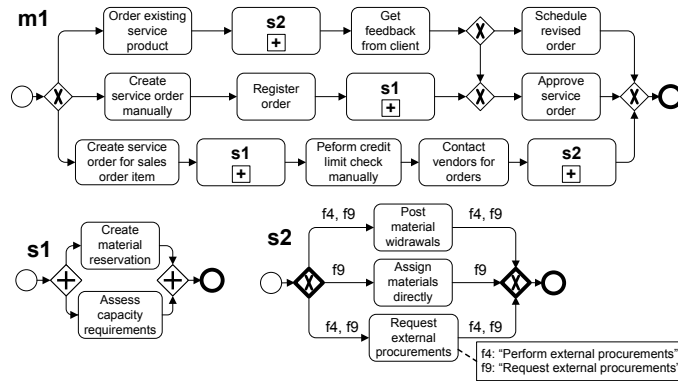 m1
Order existing
service
product
s2
+
Get
feedback
from client
X
Schedule
revised
order
X
Create
service order
manually
Register
order
s1
+
X
Approve
service
order
X
Create service
order for sales
order item
s1
+
Peform credit
limit check
manually
Contact
vendors for
orders
s2
+
s1
+
Create
material
reservation
Assess
capacity
requirements
+
s2
X
f4, f9
Post
material
widrawals
f4, f9
f9
Assign
materials
directly
f9
X
f4, f9
Request
external
procurements
f4, f9
f4: “Perform external procurements”
f9: “Request external procurements”